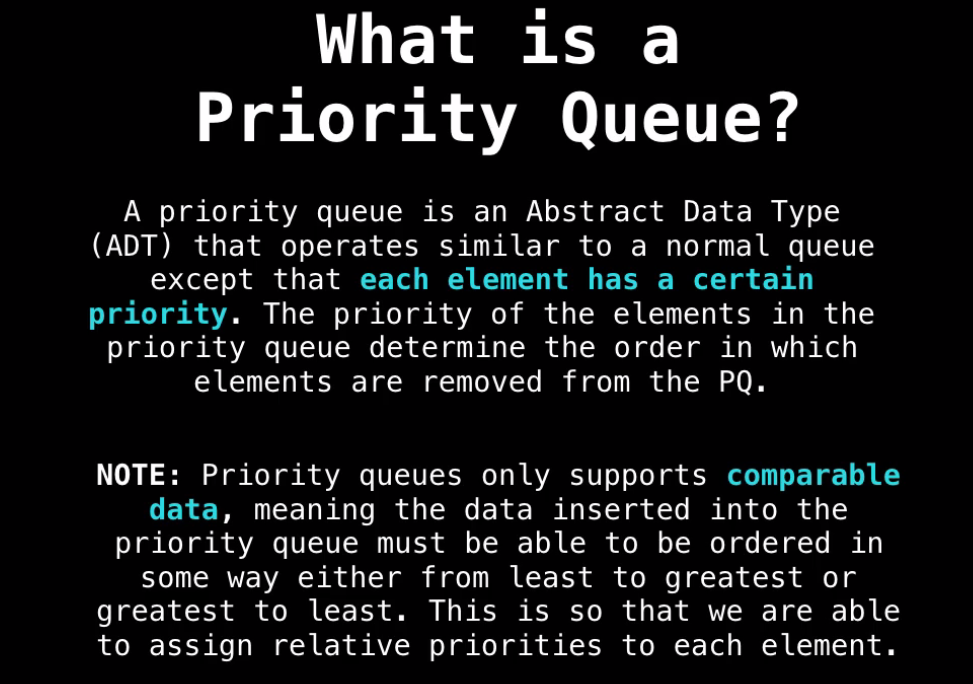 What is a
Priority Queue?
A priority queue is an Abstract Data Type
(ADT) that operates similar to a normal queue
except that each element has a certain
priority. The priority of the elements in the
priority queue determine the order in which
elements are removed from the PQ.
NOTE: Priority queues only supports comparable
data, meaning the data inserted into the
priority queue must be able to be ordered in
some way either from least to greatest or
greatest to least. This is so that we are able
to assign relative priorities to each element.